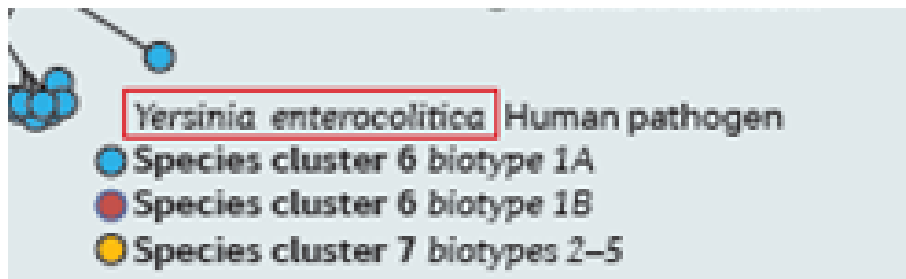 Yersinia enterocolitica Human pathogen
Species cluster 6 biotype 1A
Species cluster 6 biotype 1B
Species cluster 7 biotypes 2–5